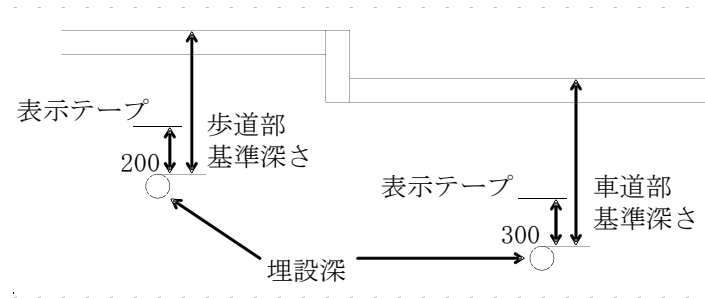 表示テープ
歩道部
基準深さ
200
表示テープ
車道部
基準深さ
300
埋設深